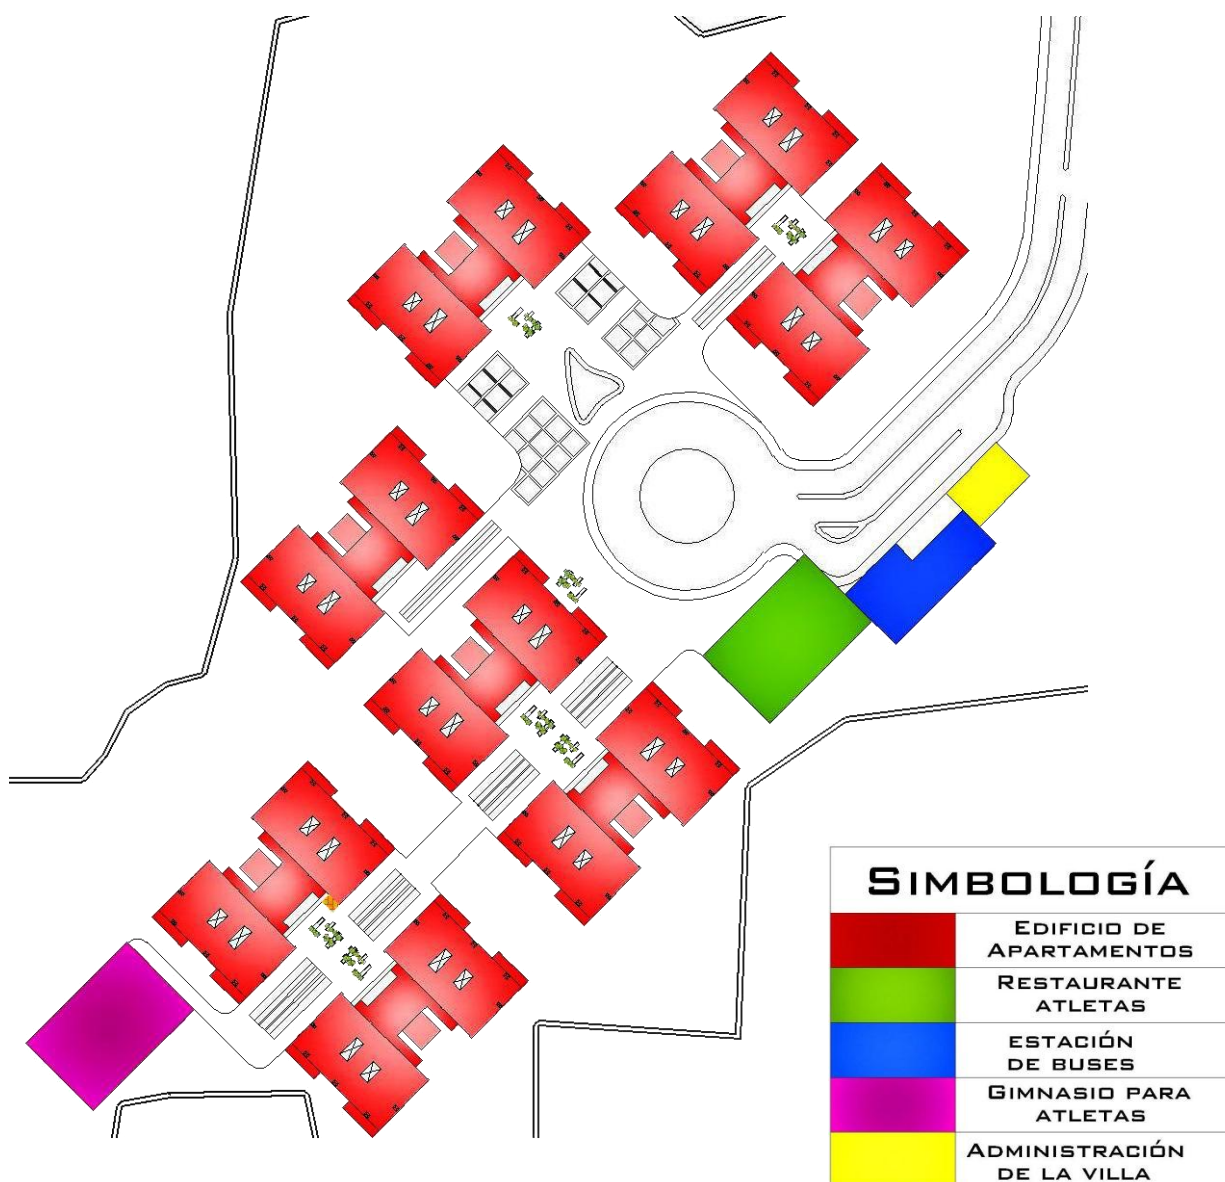 SIMBOLOGÍA
EDIFICIO DE
APARTAMENTOS
RESTAURANTE
ATLETAS
ESTACIÓN
DE BUSES
GIMNASIO PARA
ATLETAS
ADMINISTRACIÓN
DE LA VILLA